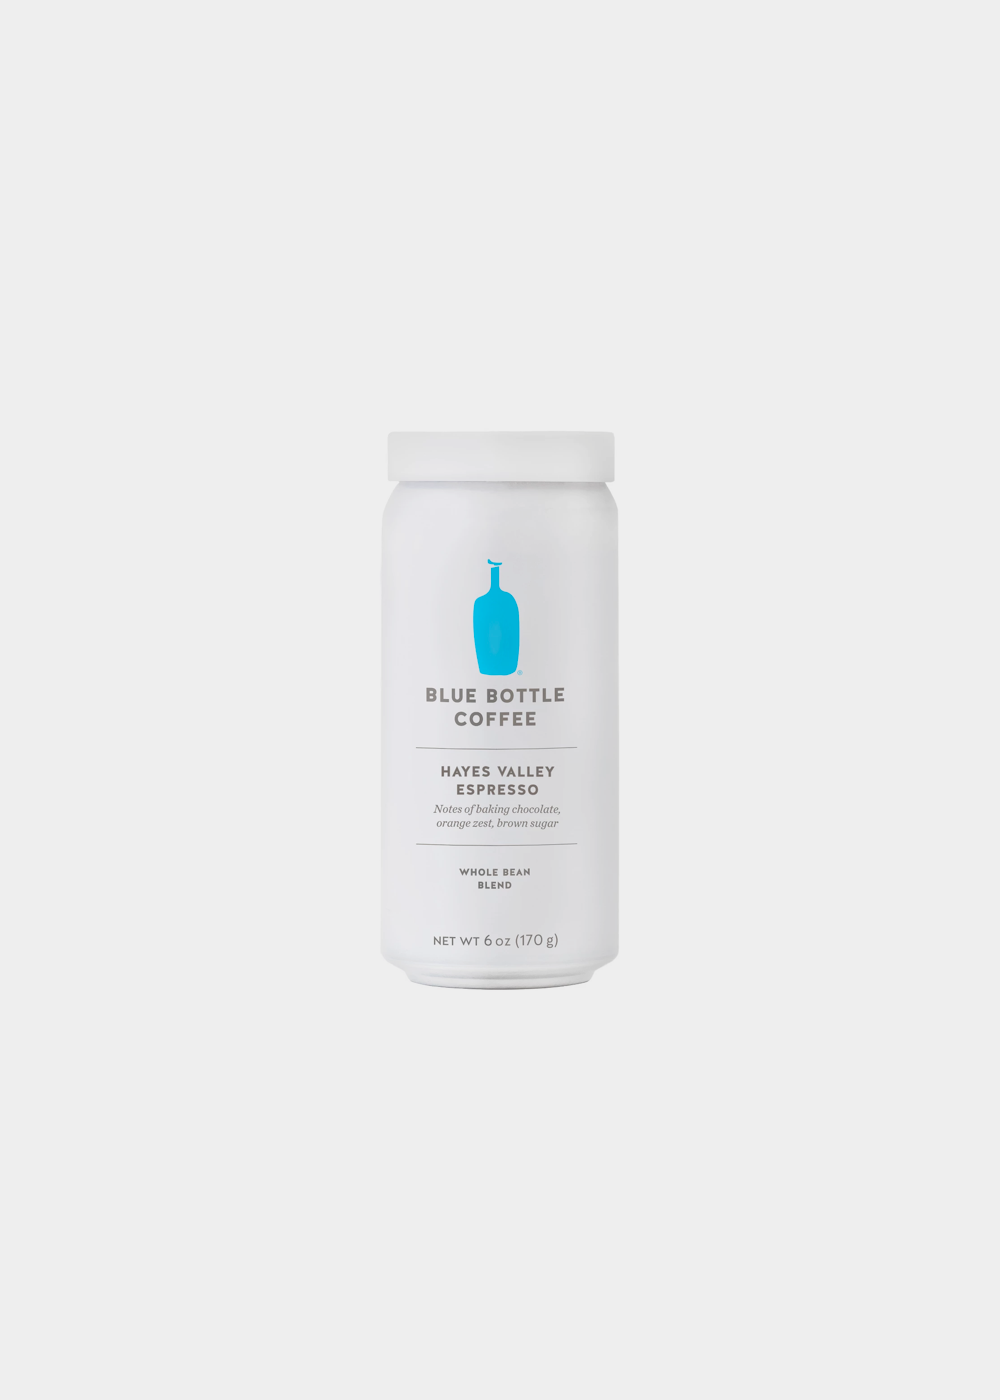 BLUE BOTTLE
COFFEE
HAYES VALLEY
ESPRESSO
Notes of baking chocolate,
orange zest, brown sugar
WHOLE BEAN
BLEND
NET WT 6 oz (170 g)